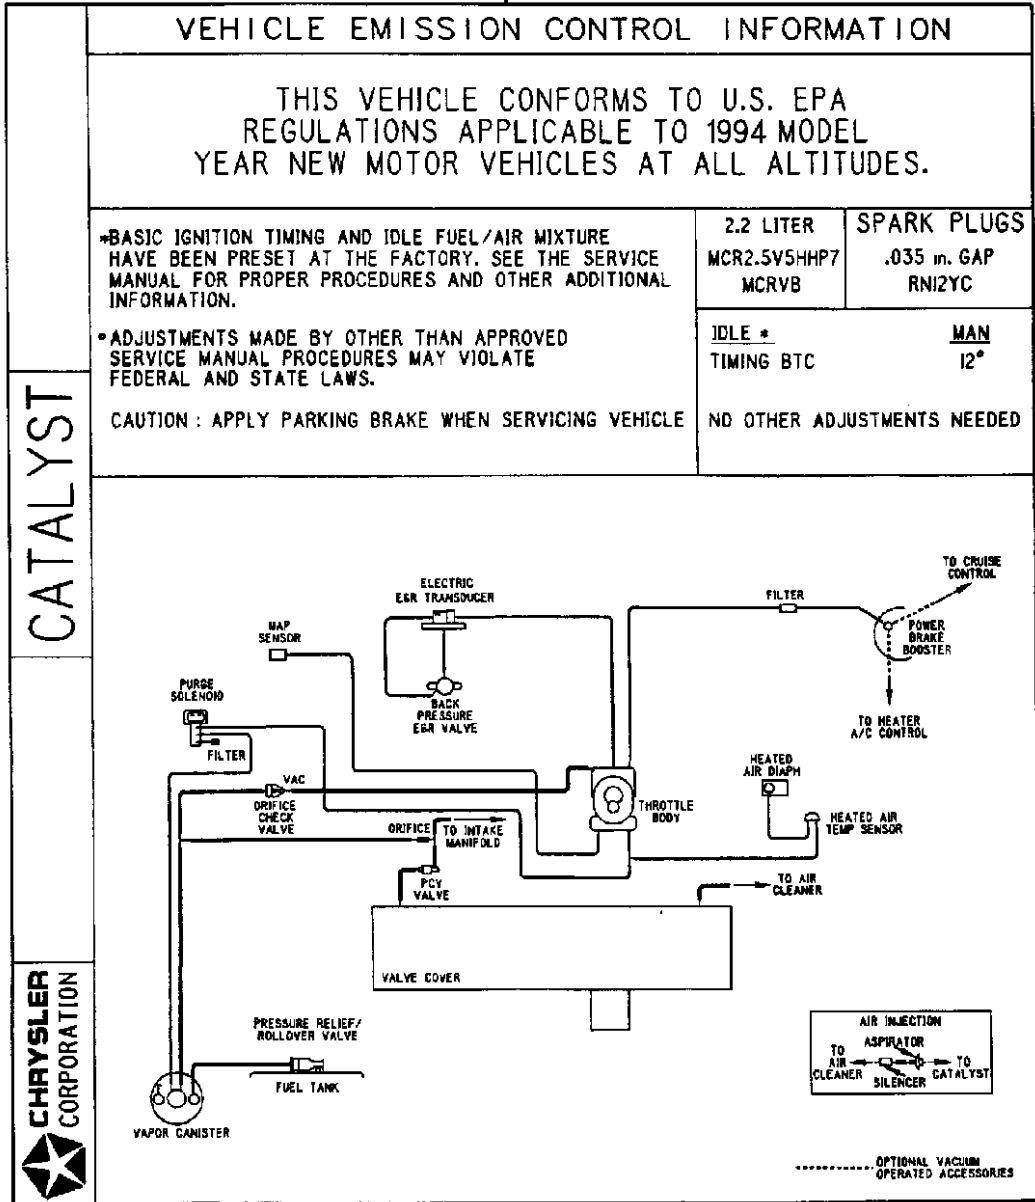 VEHICLE EMISSION CONTROL INFORMATION
THIS VEHICLE CONFORMS TO U.S. EPA
REGULATIONS APPLICABLE TO 1994 MODEL
YEAR NEW MOTOR VEHICLES AT ALL ALTITUDES.
*BASIC IGNITION TIMING AND IDLE FUEL/AIR MIXTURE
HAVE BEEN PRESET AT THE FACTORY. SEE THE SERVICE
MANUAL FOR PROPER PROCEDURES AND OTHER ADDITIONAL
INFORMATION.
•ADJUSTMENTS MADE BY OTHER THAN APPROVED
SERVICE MANUAL PROCEDURES MAY VIOLATE
FEDERAL AND STATE LAWS.
CAUTION : APPLY PARKING BRAKE WHEN SERVICING VEHICLE
2.2 LITER
MCR2.5V5HHP7
MCRVB
SPARK PLUGS
.035 in. GAP
RN12YC
IDLE *
MAN
TIMING BTC
12°
NO OTHER ADJUSTMENTS NEEDED
CATALYST
TO CRUISE
CONTROL
ELECTRIC
EGR TRANSDUCER
FILTER
MAP
SENSOR
POWER
BRAKE
BOOSTER
PURGE
SOLENOID
BACK
PRESSURE
EGR VALVE
TO HEATER
A/C CONTROL
FILTER
HEATED
AIR DIAPH
VAC
ORIFICE
CHECK
VALVE
THROTTLE
BODY
ORIFICE
TO INTAKE
MANIFOLD
HEATED AIR
TEMP SENSOR
PCV
VALVE
TO AIR
CLEANER
VALVE COVER
PRESSURE RELIEF/
ROLLOVER VALVE
FUEL TANK
VAPOR CANISTER
AIR INJECTION
ASPIRATOR
TO
AIR
CLEANER
SILENCER
TO
CATALYST
OPTIONAL VACUUM
OPERATED ACCESSORIES
CHRYSLER
CORPORATION